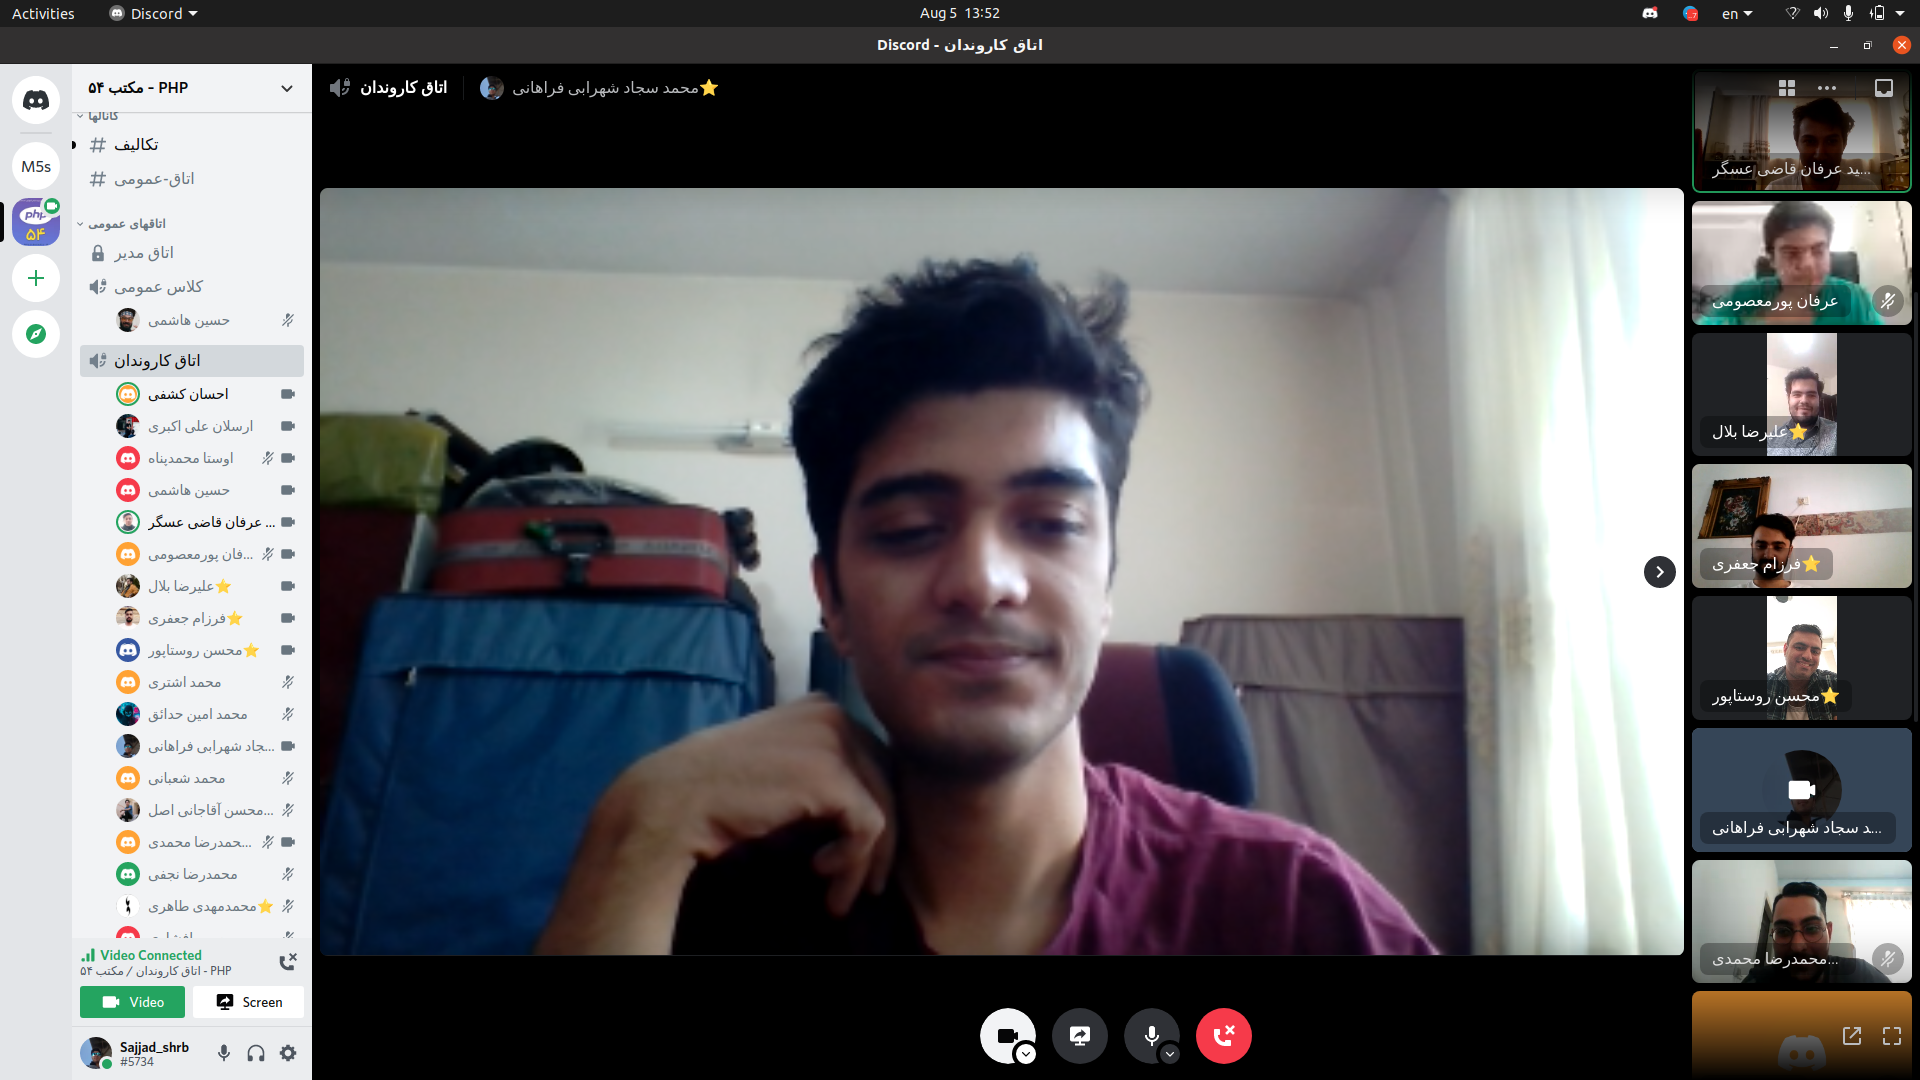 Activities
Discord
Aug 5 13:52
en
Discord - اتاق کاروندان
M5s
php
۵۴
مکتب ۵۴ - PHP
کانالها
تکالیف
اتاق-عمومی
اتاقهای عمومی
اتاق مدیر
کلاس عمومی
حسین هاشمی
اتاق کاروندان
احسان کشفی
ارسلان علی اکبری
اوستا محمدپناه
حسین هاشمی
عرفان قاضی عسگر ...
فان پورمعصومی...
⭐علیرضا بلال
⭐فرزام جعفری
⭐محسن روستاپور
محمد اشتری
محمد امین حدائق
جاد شهرابی فراهانی...
محمد شعبانی
محسن آقاجانی اصل...
حمدرضا محمدی...
محمدرضا نجفی
⭐محمدمهدی طاهری
Video Connected
اتاق کاروندان / مکتب ۵۴ - PHP
Video
Screen
Sajjad_shrb
#5734
اتاق کاروندان
⭐محمد سجاد شهرابی فراهانی
ید عرفان قاضی عسگر...
عرفان پورمعصومی
⭐علیرضا بلال
⭐فرزام جعفری
⭐محسن روستاپور
د سجاد شهرابی فراهانی...
محمدرضا محمدی...